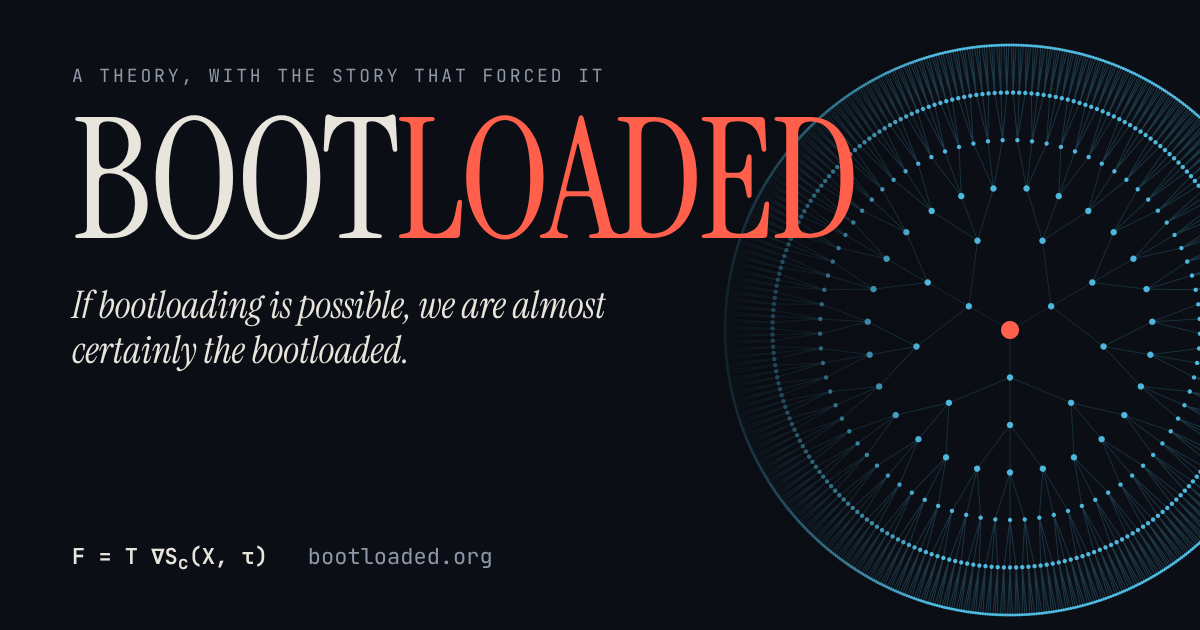 A THEORY, WITH THE STORY THAT FORCED IT
BOOTLOADED
If bootloading is possible, we are almost
certainly the bootloaded.
F = T ∇S_C(X, τ) bootloaded.org